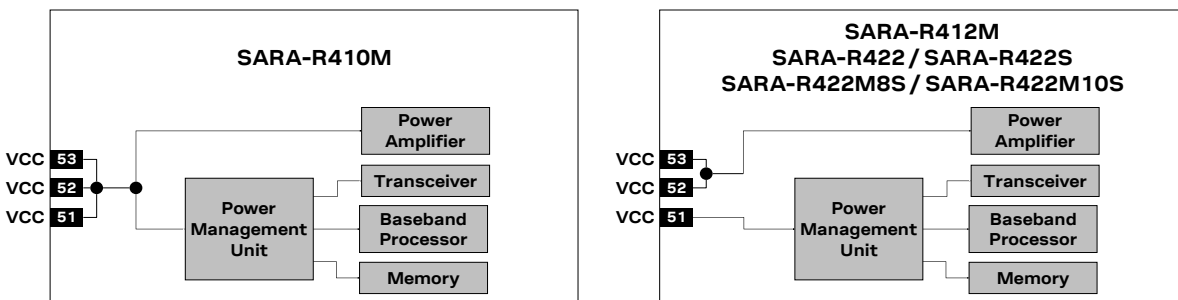 SARA-R410M
Power
Amplifier
VCC 53
VCC 52
VCC 51
Transceiver
Power
Management
Unit
Baseband
Processor
Memory
SARA-R412M
SARA-R422 / SARA-R422S
SARA-R422M8S / SARA-R422M10S
Power
Amplifier
VCC 53
VCC 52
VCC 51
Transceiver
Power
Management
Unit
Baseband
Processor
Memory